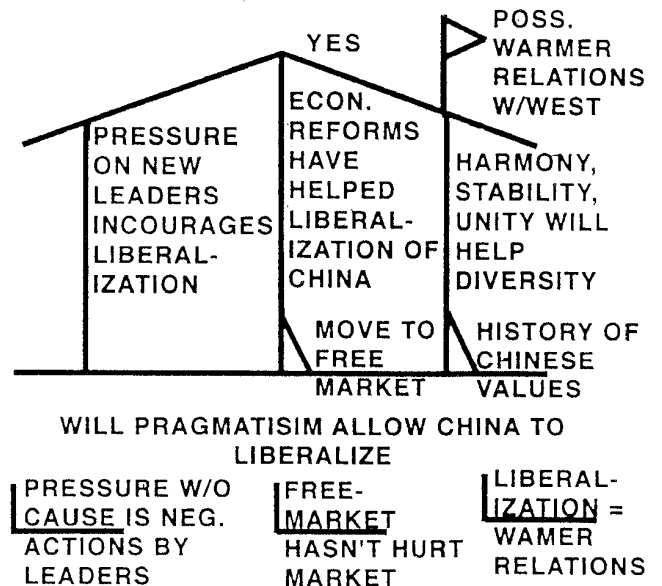 YES
POSS.
WARMER
RELATIONS
W/WEST
PRESSURE
ON NEW
LEADERS
INCOURAGES
LIBERAL-
IZATION
ECON.
REFORMS
HAVE
HELPED
LIBERAL-
IZATION OF
CHINA
HARMONY,
STABILITY,
UNITY WILL
HELP
DIVERSITY
MOVE TO
FREE
MARKET
HISTORY OF
CHINESE
VALUES
WILL PRAGMATISIM ALLOW CHINA TO
LIBERALIZE
PRESSURE W/O
CAUSE IS NEG.
ACTIONS BY
LEADERS
FREE-
MARKET
HASN'T HURT
MARKET
LIBERAL-
IZATION =
WAMER
RELATIONS